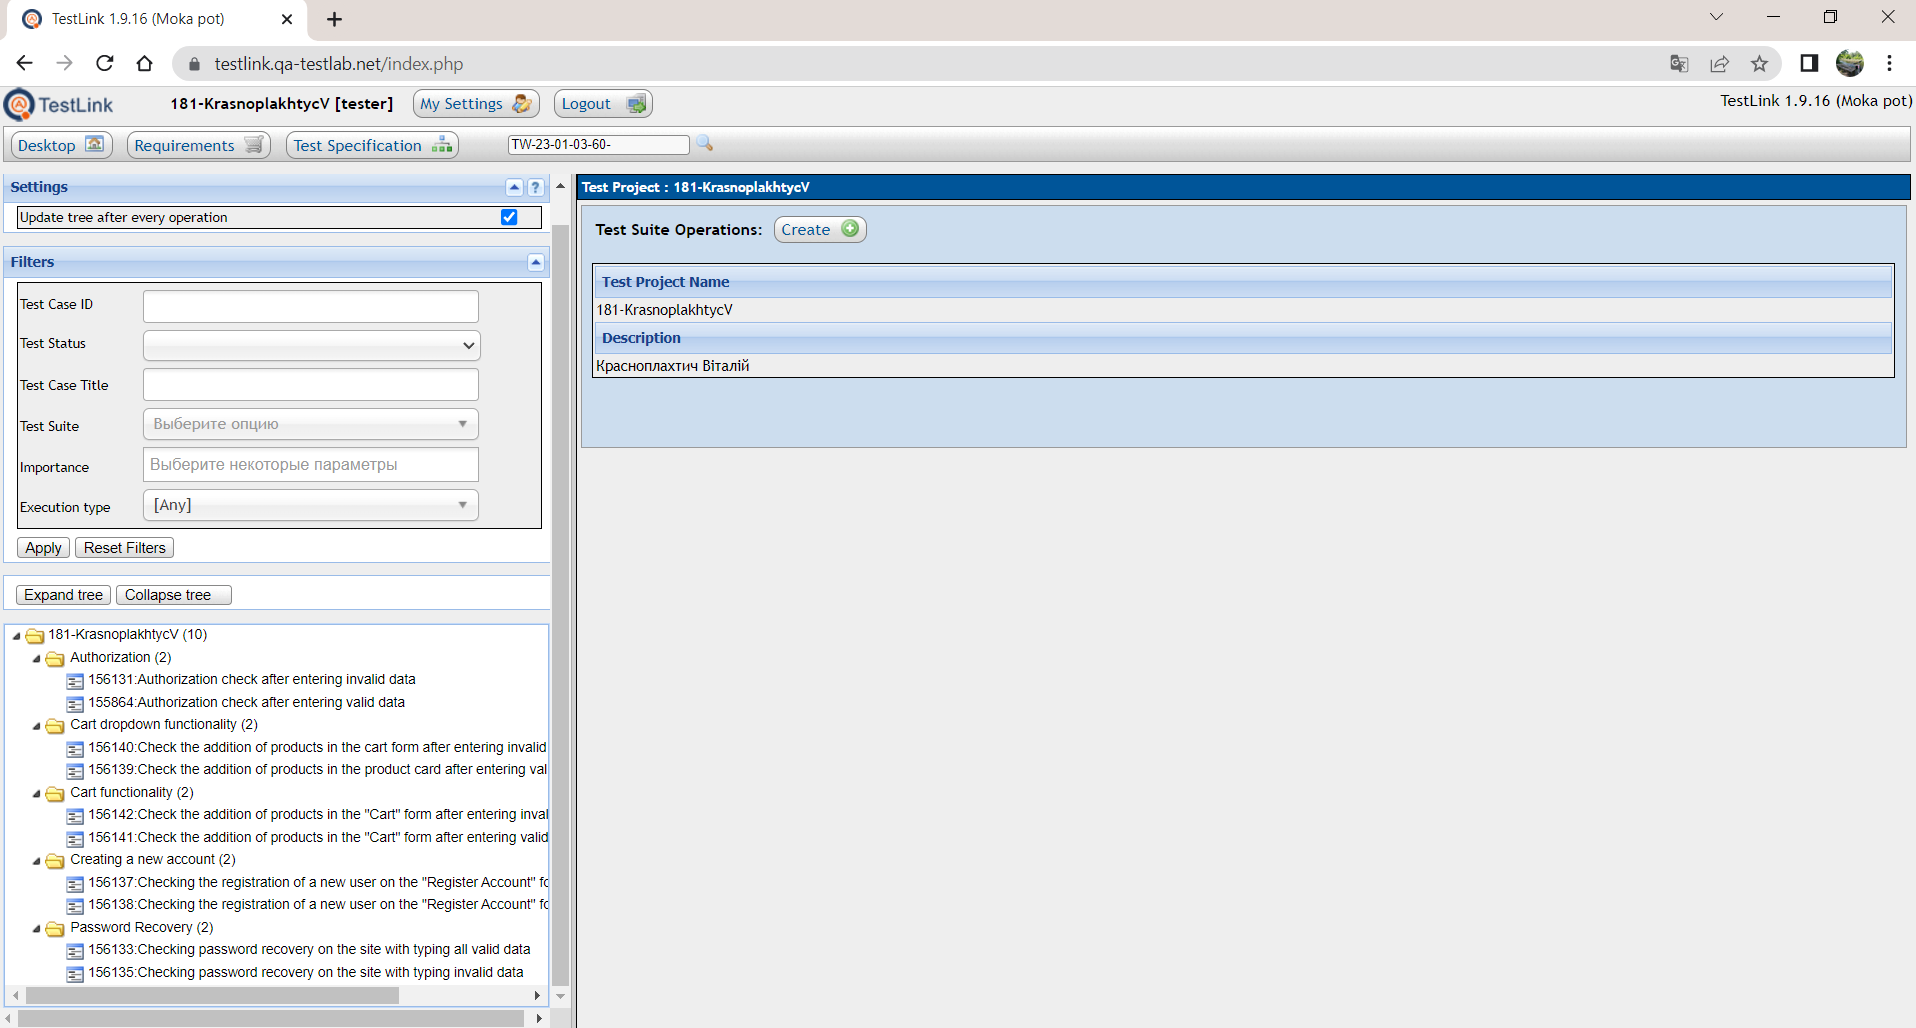 TestLink 1.9.16 (Moka pot)
testlink.qa-testlab.net/index.php
TestLink
181-KrasnoplakhtycV [tester]
My Settings
Logout
TestLink 1.9.16 (Moka pot)
Desktop
Requirements
Test Specification
TW-23-01-03-60-
Settings
Update tree after every operation
Filters
Test Case ID
Test Status
Test Case Title
Test Suite
Выберите опцию
Importance
Выберите некоторые параметры
Execution type
[Any]
Apply
Reset Filters
Expand tree
Collapse tree
181-KrasnoplakhtycV (10)
Authorization (2)
156131:Authorization check after entering invalid data
155864:Authorization check after entering valid data
Cart dropdown functionality (2)
156140:Check the addition of products in the cart form after entering invalid
156139:Check the addition of products in the product card after entering val
Cart functionality (2)
156142:Check the addition of products in the "Cart" form after entering inval
156141:Check the addition of products in the "Cart" form after entering valid
Creating a new account (2)
156137:Checking the registration of a new user on the "Register Account" fo
156138:Checking the registration of a new user on the "Register Account" fo
Password Recovery (2)
156133:Checking password recovery on the site with typing all valid data
156135:Checking password recovery on the site with typing invalid data
Test Project : 181-KrasnoplakhtycV
Test Suite Operations:
Create
Test Project Name
181-KrasnoplakhtycV
Description
Красноплахтич Віталій